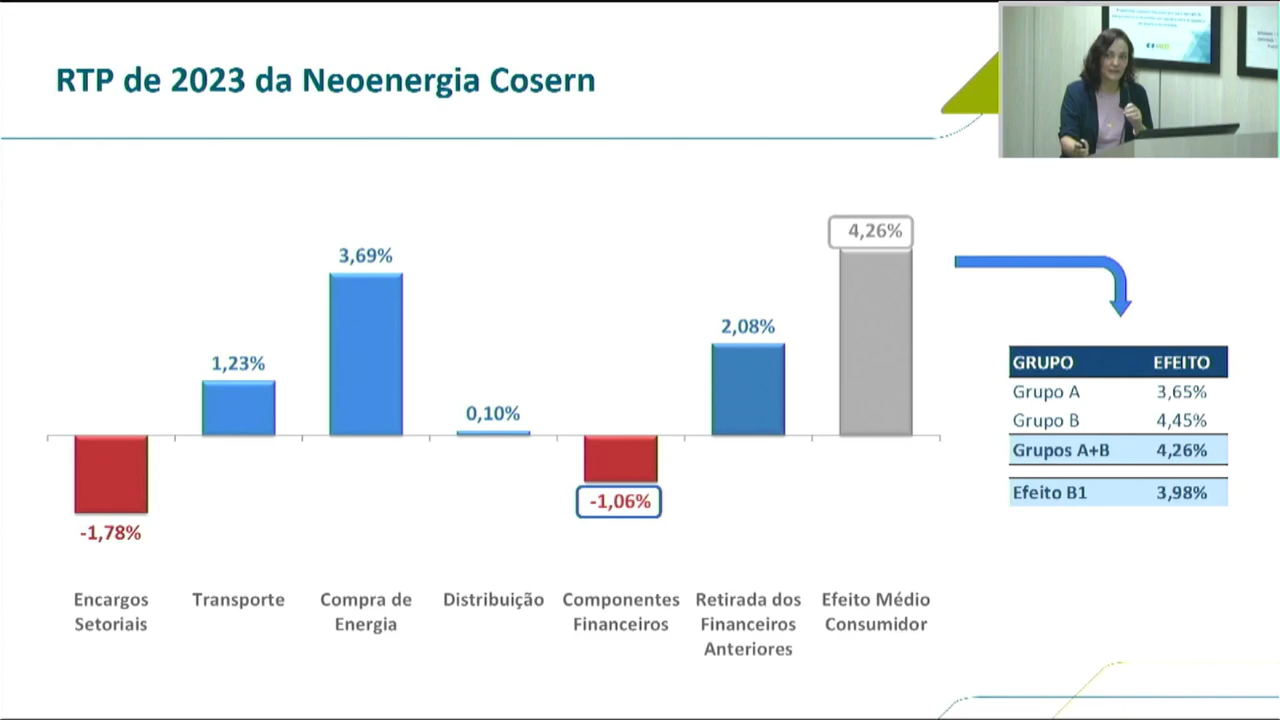 RTP de 2023 da Neoenergia Cosern
4,26%
3,69%
2,08%
1,23%
0,10%
-1,06%
-1,78%
Encargos
Setoriais
Transporte
Compra de
Energia
Distribuição
Componentes
Financeiros
Retirada dos
Financeiros
Anteriores
Efeito Médio
Consumidor
GRUPO EFEITO
Grupo A 3,65%
Grupo B 4,45%
Grupos A+B 4,26%
Efeito B1 3,98%